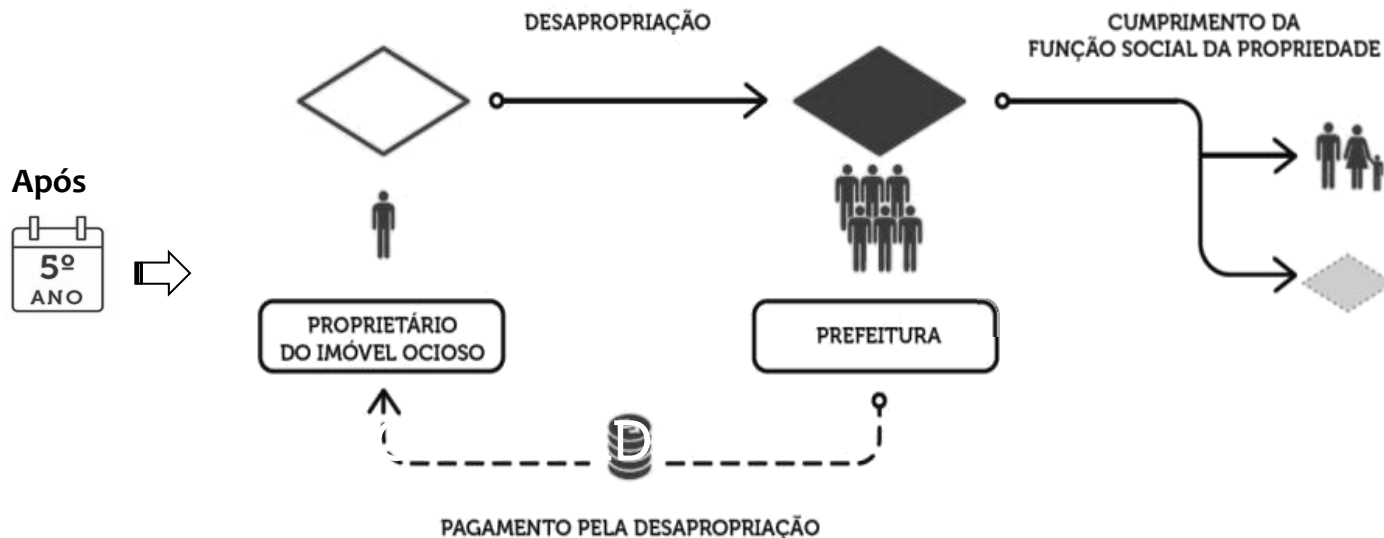 DESAPROPRIAÇÃO
CUMPRIMENTO DA
FUNÇÃO SOCIAL DA PROPRIEDADE
Após
5º
ANO
PROPRIETÁRIO
DO IMÓVEL OCIOSO
PREFEITURA
PAGAMENTO PELA DESAPROPRIAÇÃO